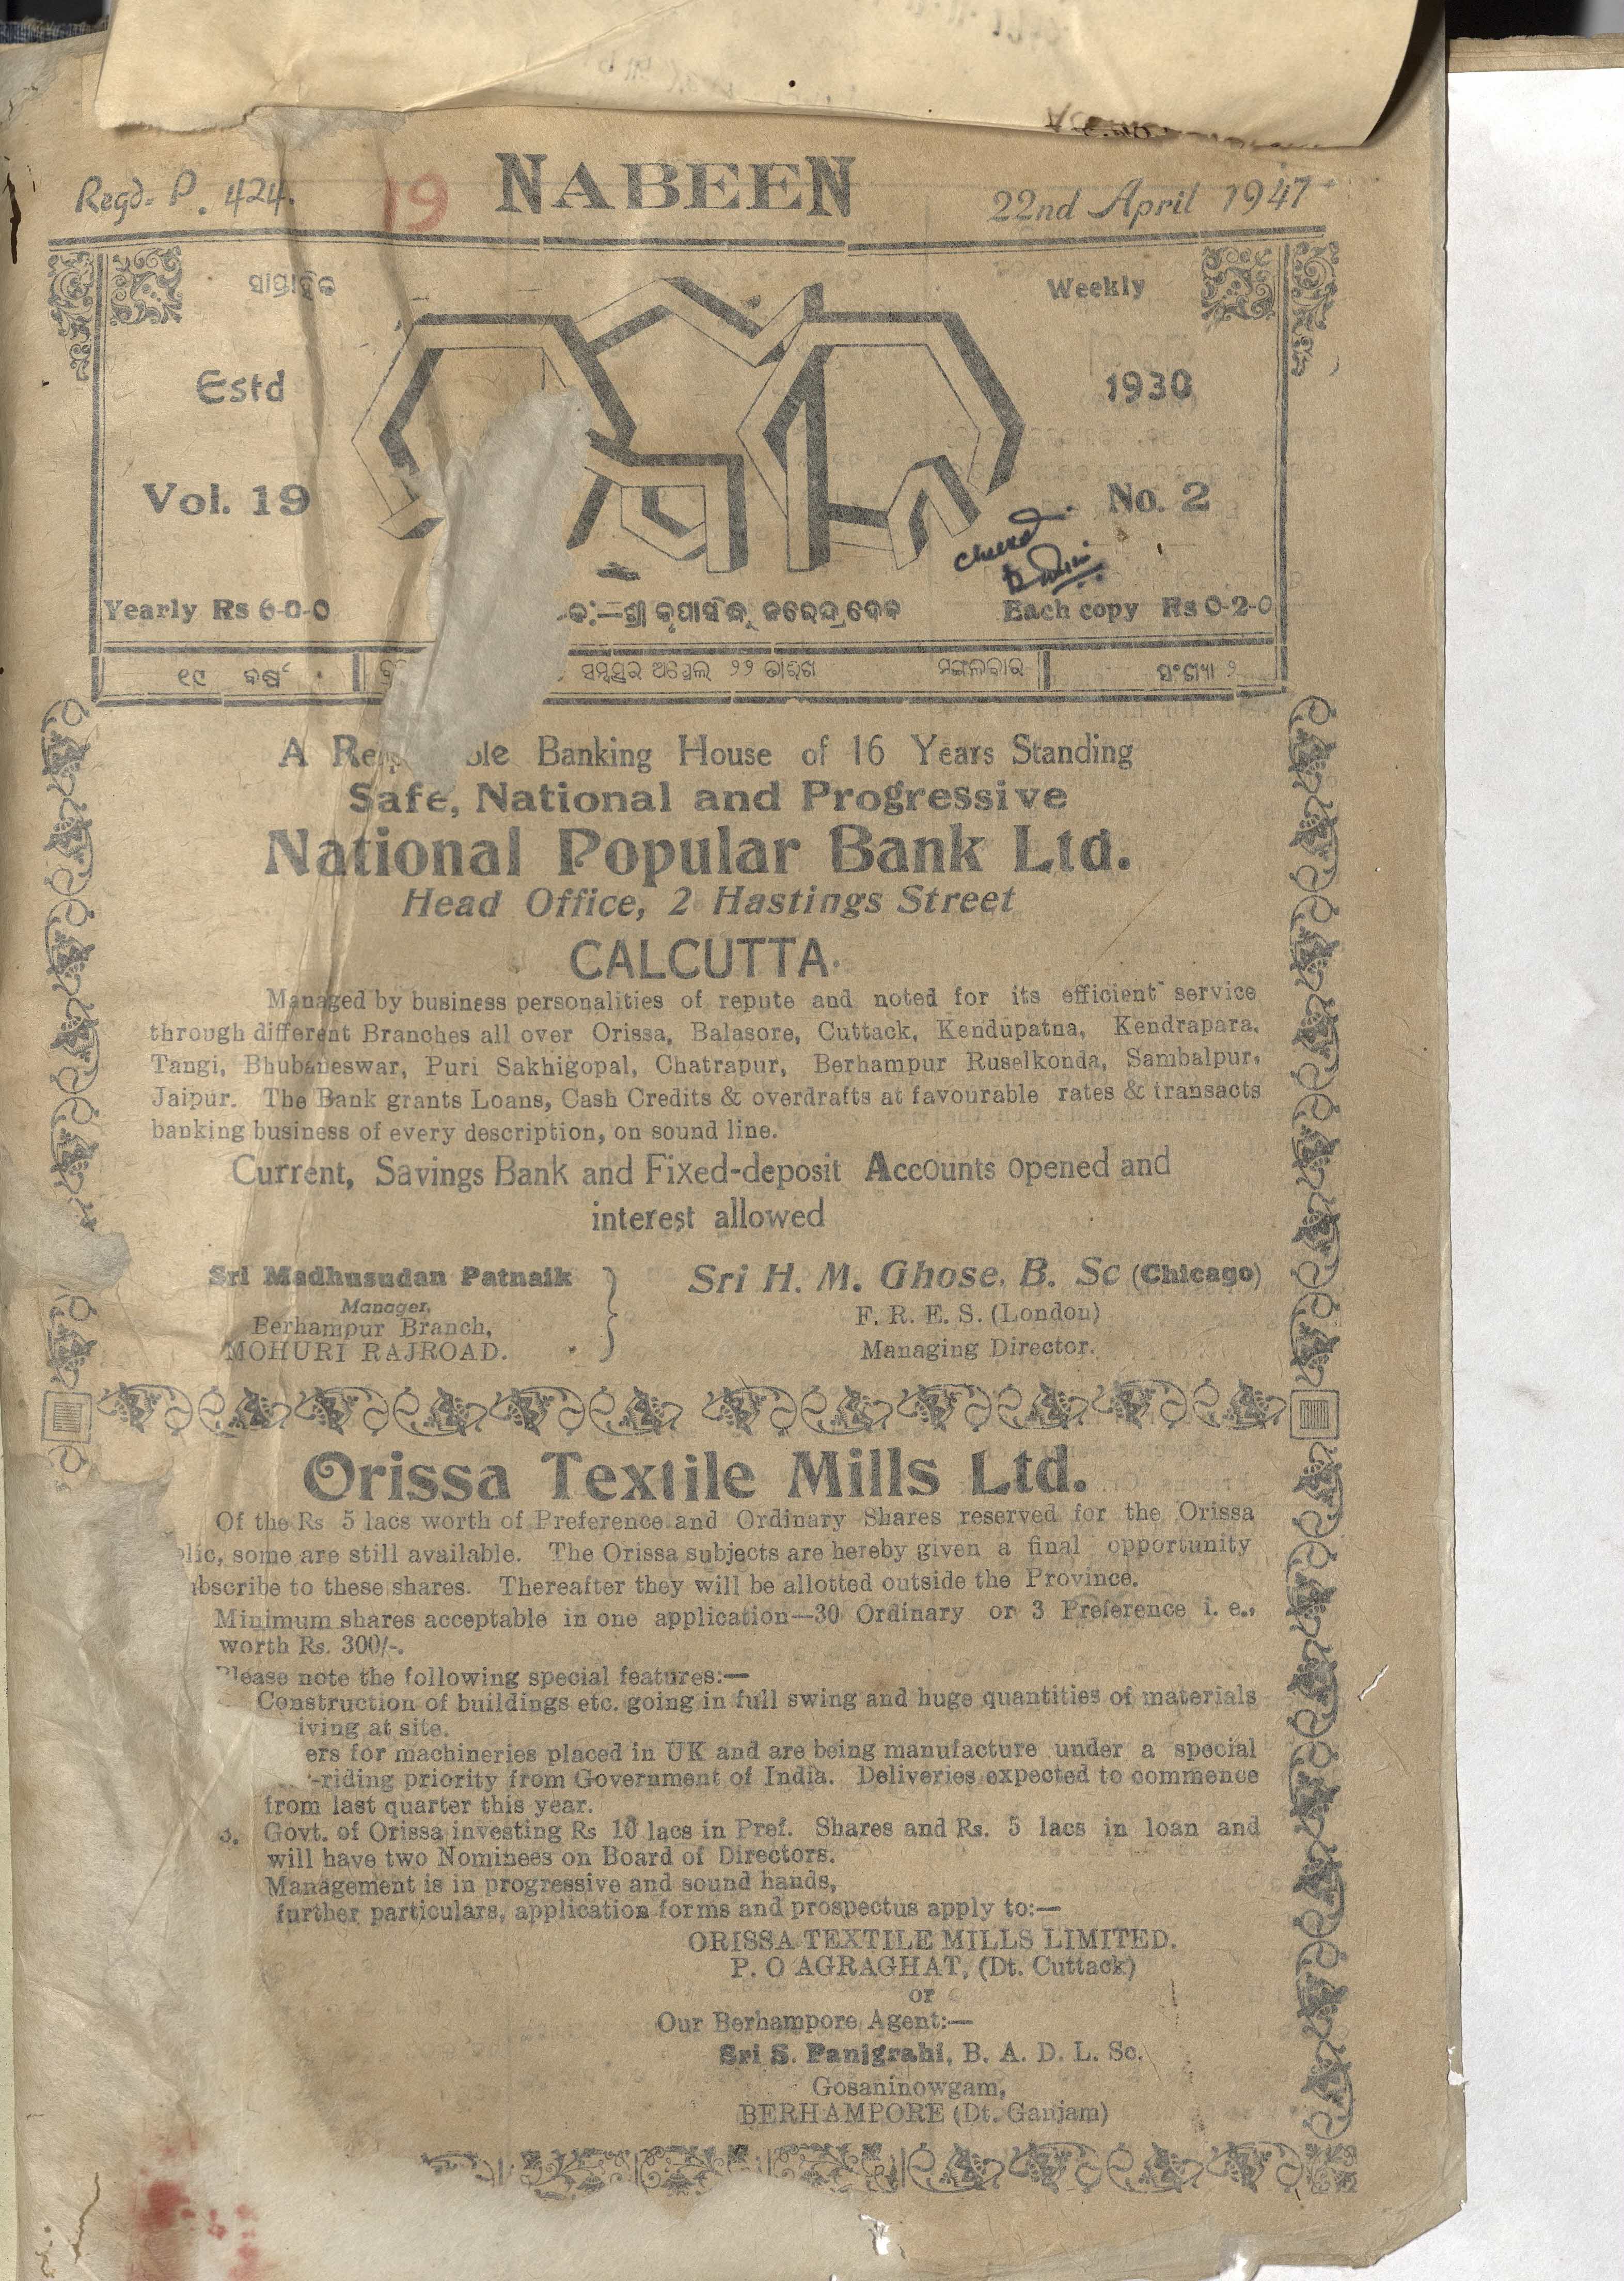 Regd. P. 424.
19
NABEEN
22nd April 1947
ସାପ୍ତାହିକ
Weekly
Estd
1930
Vol. 19
No. 2
Yearly Rs 6-0-0
କ:—ଶ୍ରୀ କୃପାସିନ୍ଧୁ ନରେନ୍ଦ୍ରଦେବ
Each copy Rs 0-2-0
୧୯ ବର୍ଷ
ଅପ୍ରେଲ ୨୨ ତାରିଖ
ମଙ୍ଗଳବାର
ସଂଖ୍ୟା ୨
A Banking House of 16 Years Standing
Safe, National and Progressive
National Popular Bank Ltd.
Head Office, 2 Hastings Street
CALCUTTA.
Managed by business personalities of repute and noted for its efficient service
through different Branches all over Orissa, Balasore, Cuttack, Kendupatna, Kendrapara,
Tangi, Bhubaneswar, Puri Sakhigopal, Chatrapur, Berhampur Ruselkonda, Sambalpur,
Jaipur. The Bank grants Loans, Cash Credits & overdrafts at favourable rates & transacts
banking business of every description, on sound line.
Current, Savings Bank and Fixed-deposit Accounts opened and
interest allowed
Sri Madhusudan Patnaik
Manager,
Berhampur Branch,
MOHURI RAJROAD.
Sri H. M. Ghose, B. Sc (Chicago)
F. R. E. S. (London)
Managing Director.
Orissa Textile Mills Ltd.
Of the Rs 5 lacs worth of Preference and Ordinary Shares reserved for the Orissa
lic, some are still available. The Orissa subjects are hereby given a final opportunity
bscribe to these shares. Thereafter they will be allotted outside the Province.
Minimum shares acceptable in one application—30 Ordinary or 3 Preference i. e.,
worth Rs. 300/-.
Please note the following special features:—
Construction of buildings etc. going in full swing and huge quantities of materials
iving at site.
ers for machineries placed in UK and are being manufacture under a special
-riding priority from Government of India. Deliveries expected to commence
from last quarter this year.
3. Govt. of Orissa investing Rs 10 lacs in Pref. Shares and Rs. 5 lacs in loan and
will have two Nominees on Board of Directors.
Management is in progressive and sound hands,
further particulars, application forms and prospectus apply to:—
ORISSA TEXTILE MILLS LIMITED.
P. O AGRAGHAT, (Dt. Cuttack)
or
Our Berhampore Agent:—
Sri S. Panigrahi, B. A. D. L. Sc.
Gosaninowgam,
BERHAMPORE (Dt. Ganjam)